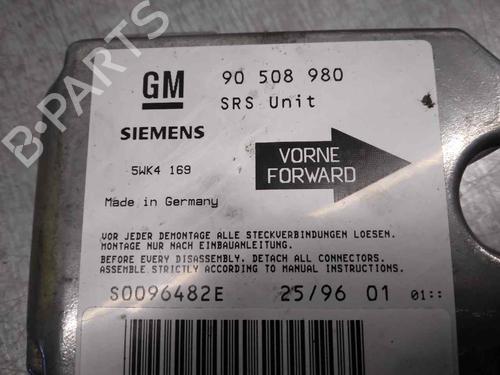 B-PARTS
GM 90 508 980
SRS Unit
SIEMENS
5WK4 169
VORNE
FORWARD
Made in Germany
VOR JEDER DEMONTAGE ALLE STECKVERBINDUNGEN LOESEN.
MONTAGE NUR NACH EINBAUANLEITUNG.
BEFORE EVERY DISASSEMBLY, DETACH ALL CONNECTORS.
ASSEMBLE STRICTLY ACCORDING TO MANUAL INSTRUCTIONS.
S0096482E 25/96 01 01::